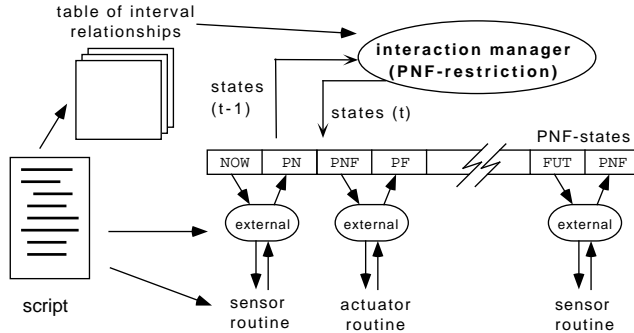 table of interval
relationships
interaction manager
(PNF-restriction)
states
(t-1)
states (t)
PNF-states
NOW PN PNF PF FUT PNF
external external external
script
sensor
routine
actuator
routine
sensor
routine